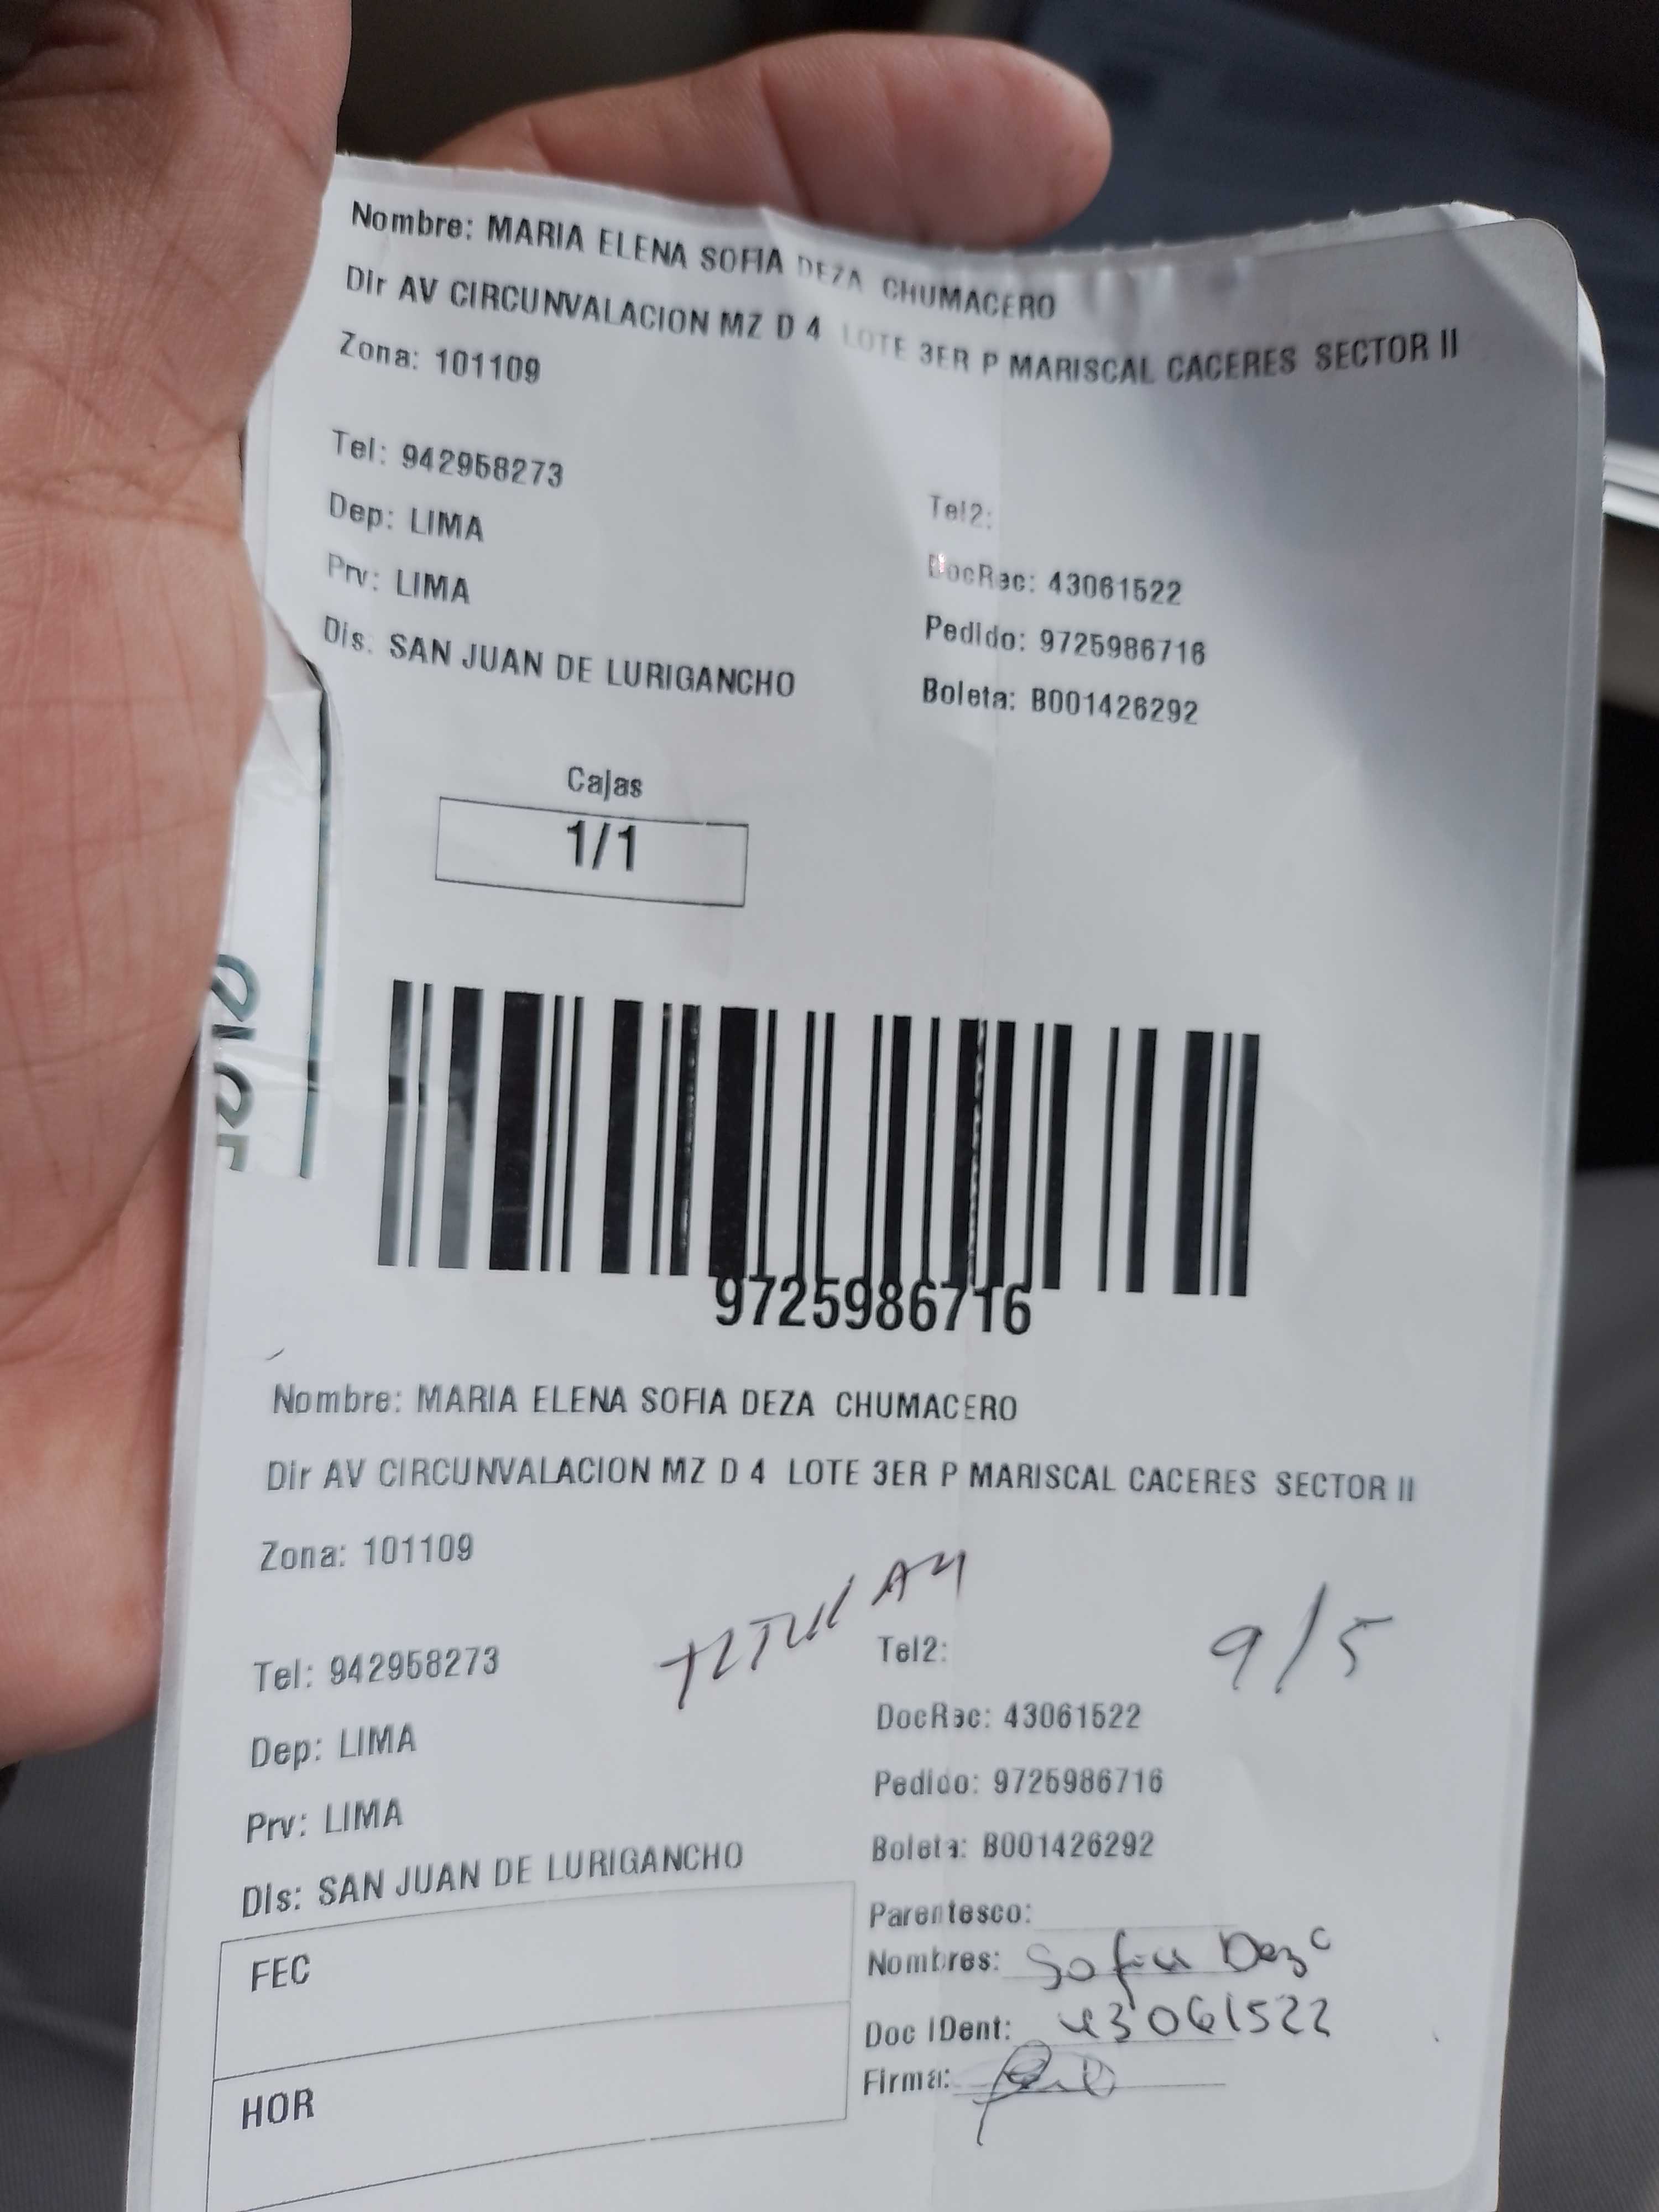 Nombre: MARIA ELENA SOFIA DEZA CHUMACERO
Dir AV CIRCUNVALACION MZ D 4 LOTE 3ER P MARISCAL CACERES SECTOR II
Zona: 101109
Tel: 942958273
Tel2:
Dep: LIMA
DocRec: 43061522
Prv: LIMA
Pedido: 9725986716
Dis: SAN JUAN DE LURIGANCHO
Boleta: B001426292
Cajas
1/1
9725986716
Nombre: MARIA ELENA SOFIA DEZA CHUMACERO
Dir AV CIRCUNVALACION MZ D 4 LOTE 3ER P MARISCAL CACERES SECTOR II
Zona: 101109
TITULAR
9/5
Tel: 942958273
Tel2:
Dep: LIMA
DocRec: 43061522
Prv: LIMA
Pedido: 9725986716
Dis: SAN JUAN DE LURIGANCHO
Boleta: B001426292
Parentesco:
FEC
Nombres: Sofia Deza C
Doc IDent: 43061522
HOR
Firma: